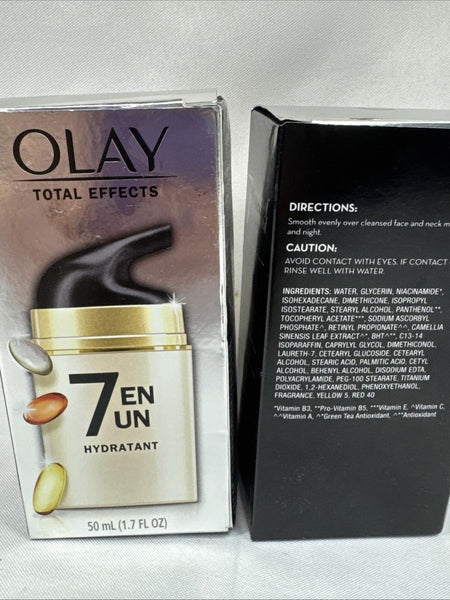 OLAY
TOTAL EFFECTS
7 EN
UN
HYDRATANT
50 mL (1.7 FL OZ)
DIRECTIONS:
Smooth evenly over cleansed face and neck
and night.
CAUTION:
AVOID CONTACT WITH EYES. IF CONTACT
RINSE WELL WITH WATER.
INGREDIENTS: WATER, GLYCERIN, NIACINAMIDE*,
ISOHEXADECANE, DIMETHICONE, ISOPROPYL
ISOSTEARATE, STEARYL ALCOHOL, PANTHENOL**,
TOCOPHERYL ACETATE***, SODIUM ASCORBYL
PHOSPHATE^, RETINYL PROPIONATE^^, CAMELLIA
SINENSIS LEAF EXTRACT^*, BHT^**, C13-14
ISOPARAFFIN, CAPRYLYL GLYCOL, DIMETHICONOL,
LAURETH-7, CETEARYL GLUCOSIDE, CETEARYL
ALCOHOL, STEARIC ACID, PALMITIC ACID, CETYL
ALCOHOL, BEHENYL ALCOHOL, DISODIUM EDTA,
POLYACRYLAMIDE, PEG-100 STEARATE, TITANIUM
DIOXIDE, 1,2-HEXANEDIOL, PHENOXYETHANOL,
FRAGRANCE, YELLOW 5, RED 40
*Vitamin B3, **Pro-Vitamin B5, ***Vitamin E, ^Vitamin C,
^^Vitamin A, ^*Green Tea Antioxidant, ^**Antioxidant